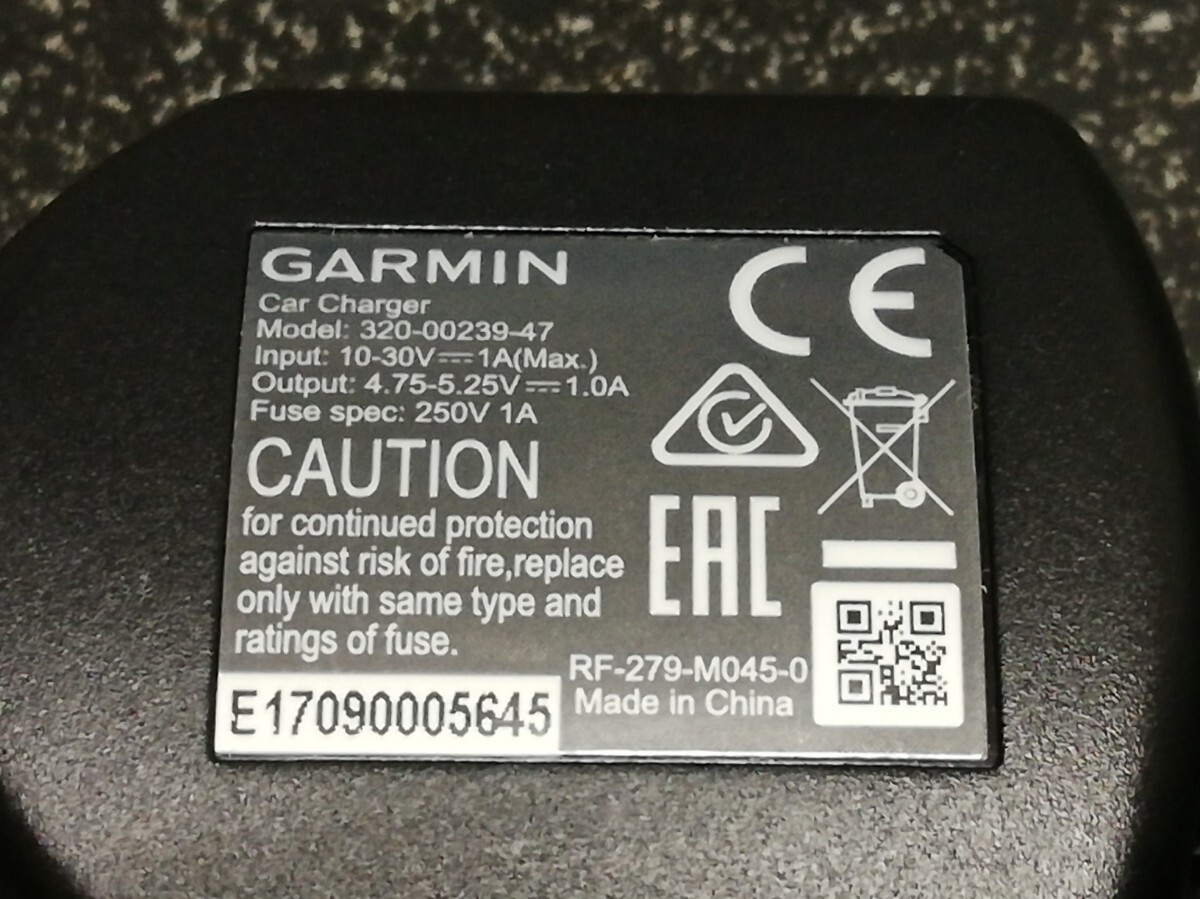 GARMIN
Car Charger
Model: 320-00239-47
Input: 10-30V⎓1A(Max.)
Output: 4.75-5.25V⎓1.0A
Fuse spec: 250V 1A
CAUTION
for continued protection
against risk of fire,replace
only with same type and
ratings of fuse.
E17090005645
CE
EAC
RF-279-M045-0
Made in China